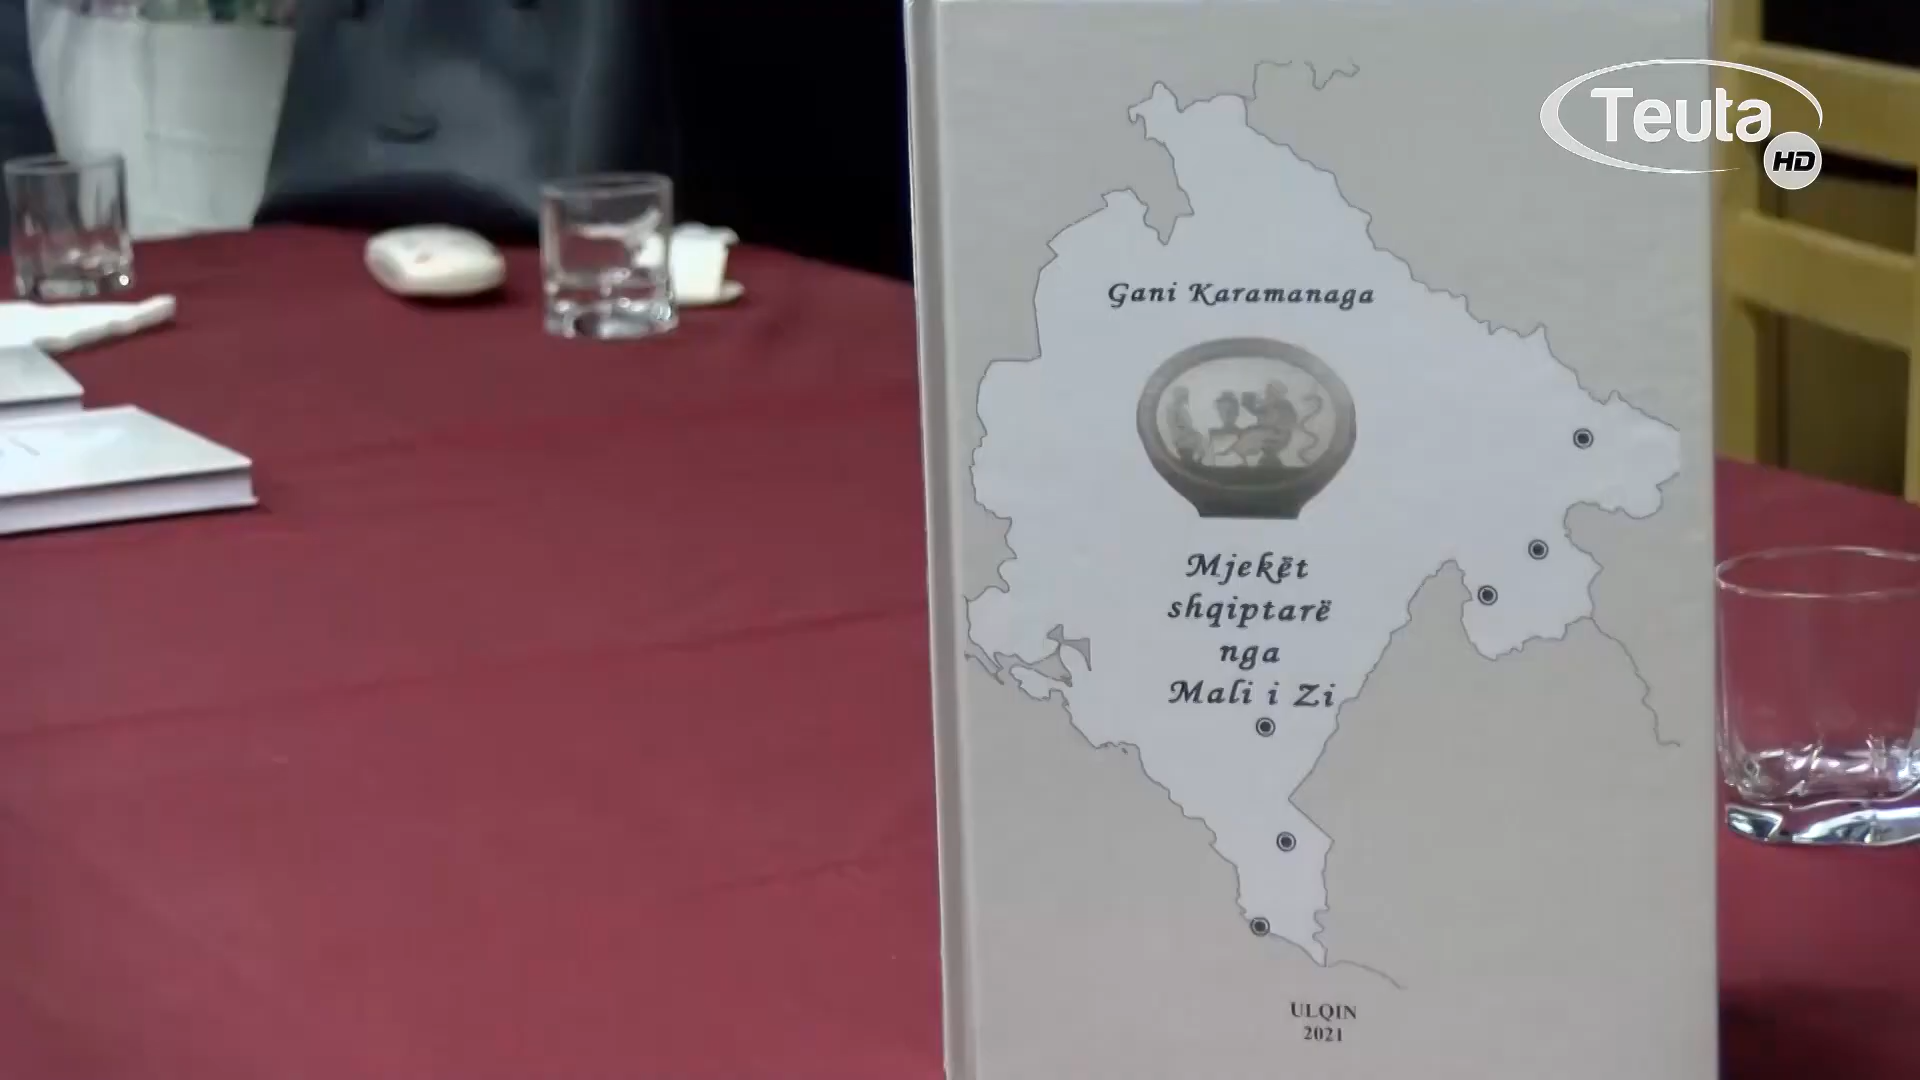 Teuta
HD
Gani Karamanaga
Mjekët
shqiptarë
nga
Mali i Zi
ULQIN
2021